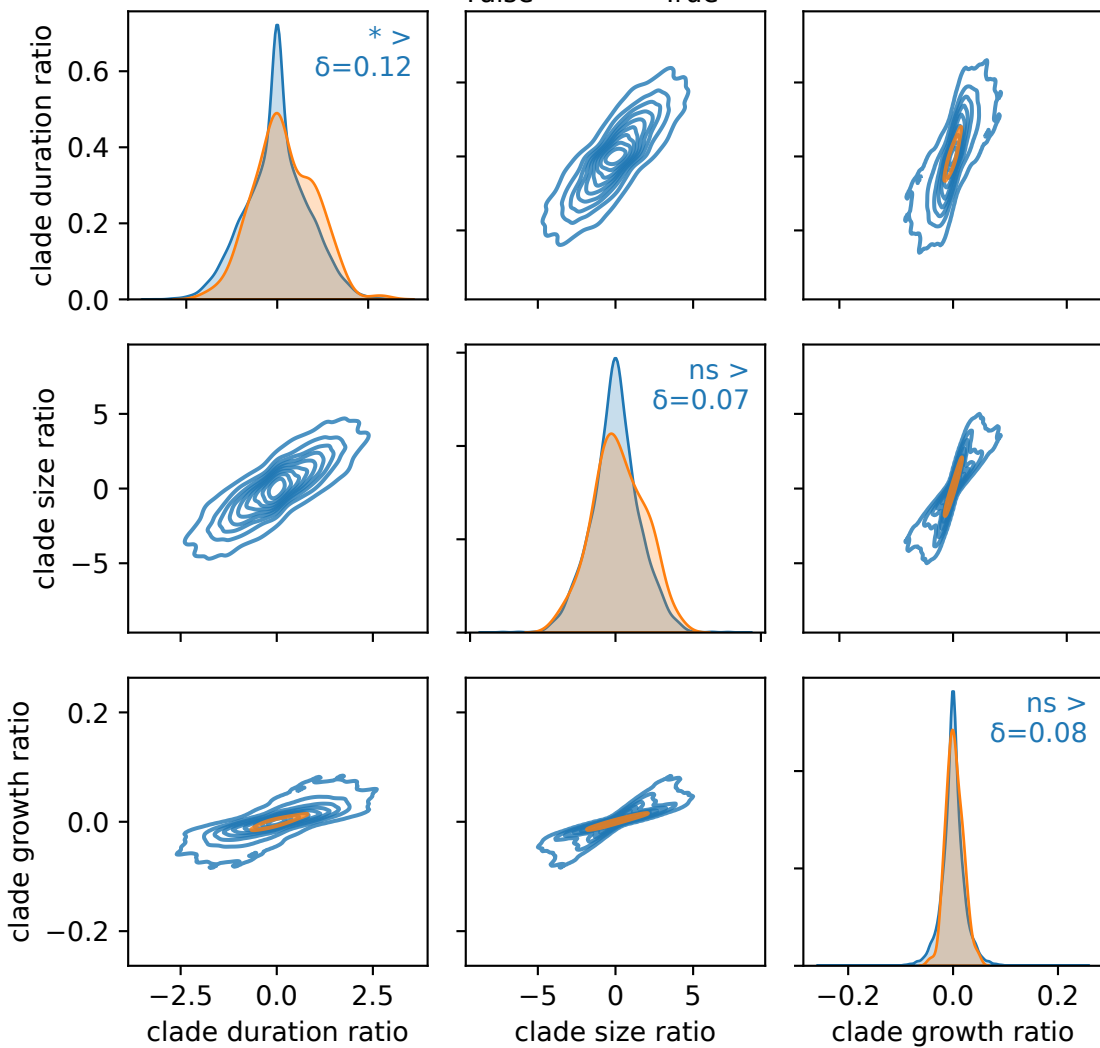 True
clade duration ratio
0.6
0.4
0.2
0.0
* >
δ=0.12
clade size ratio
5
0
−5
ns >
δ=0.07
clade growth ratio
0.2
0.0
−0.2
ns >
δ=0.08
−2.5 0.0 2.5
−5 0 5
−0.2 0.0 0.2
clade duration ratio
clade size ratio
clade growth ratio